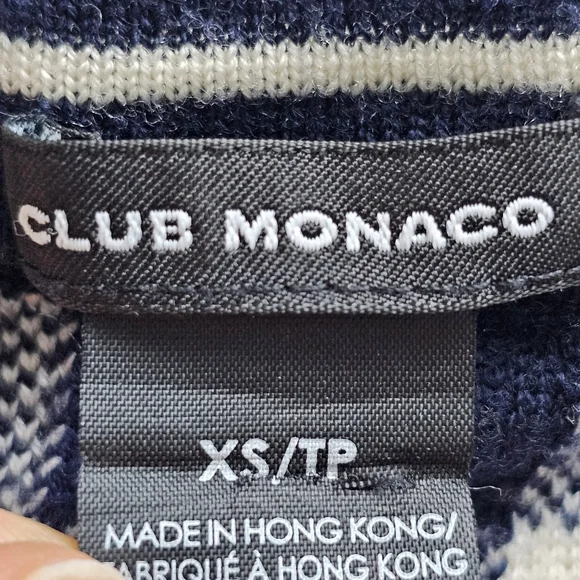 CLUB MONACO
XS/TP
MADE IN HONG KONG/
FABRIQUÉ À HONG KONG